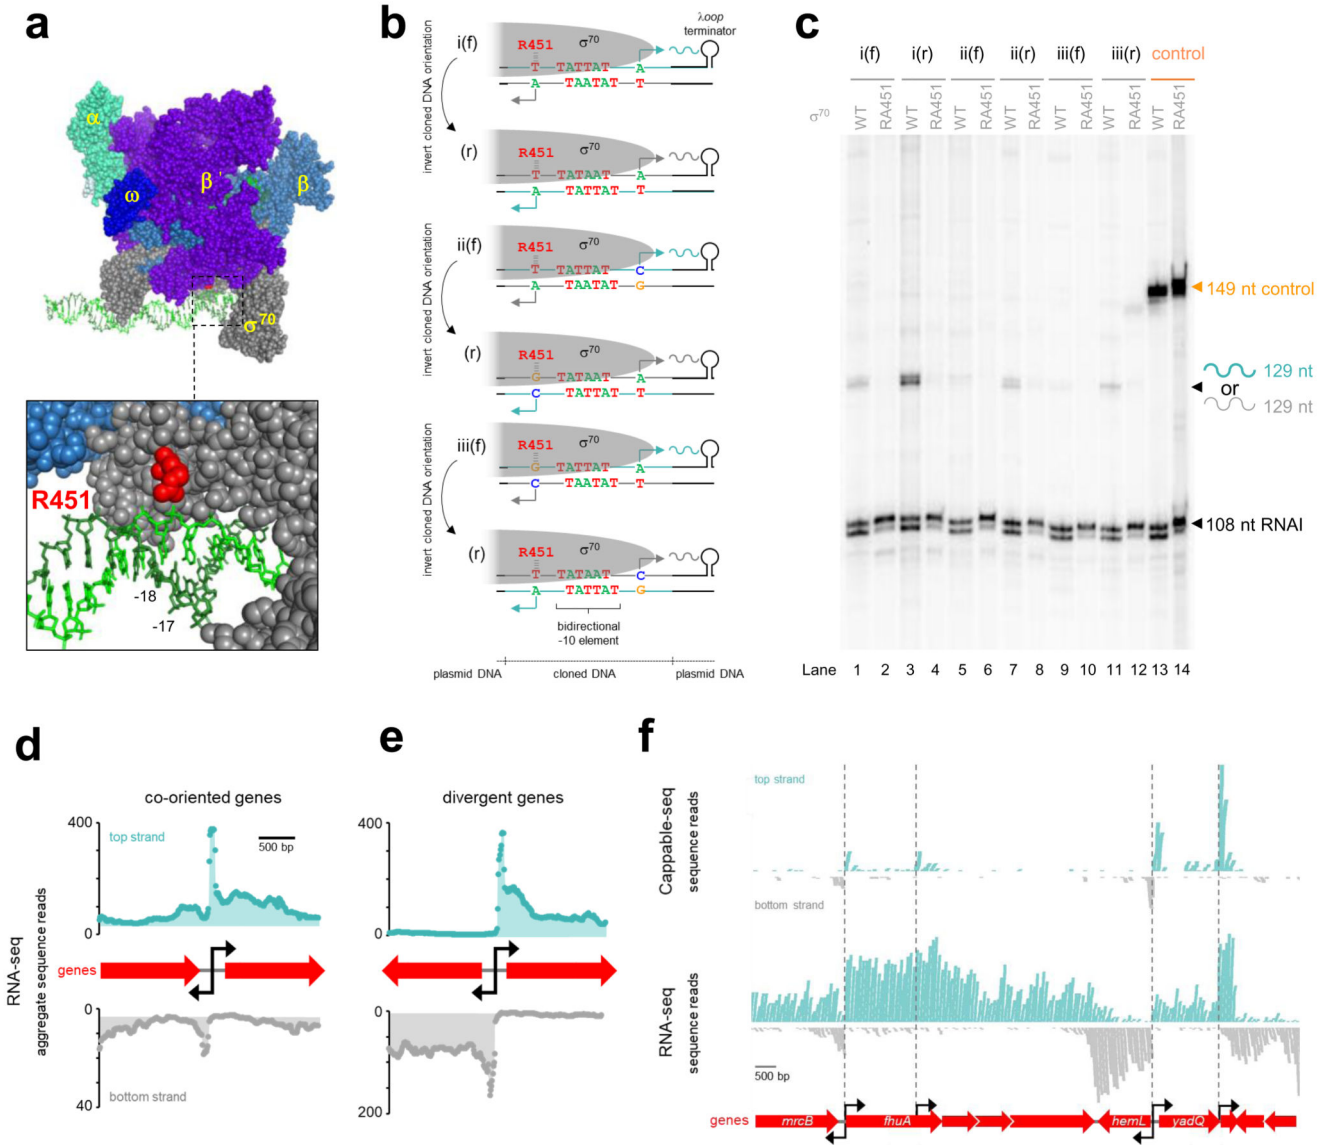 a
α
ω
β'
β
σ70
R451
-18
-17
b
λoop
terminator
invert cloned DNA orientation
i(f)
R451
σ70
T TATTAT A
A TAATAT T
(r)
R451
σ70
T TATAAT A
A TATTAT T
invert cloned DNA orientation
ii(f)
R451
σ70
T TATTAT C
A TAATAT G
(r)
R451
σ70
G TATAAT A
C TATTAT T
invert cloned DNA orientation
iii(f)
R451
σ70
G TATTAT A
C TAATAT T
(r)
R451
σ70
T TATAAT C
A TATTAT G
bidirectional
-10 element
plasmid DNA
cloned DNA
plasmid DNA
c
i(f) i(r) ii(f) ii(r) iii(f) iii(r) control
σ70 WT RA451 WT RA451 WT RA451 WT RA451 WT RA451 WT RA451 WT RA451
149 nt control
129 nt
or
129 nt
108 nt RNAI
Lane 1 2 3 4 5 6 7 8 9 10 11 12 13 14
d
co-oriented genes
400
top strand
500 bp
200
0
RNA-seq
aggregate sequence reads
genes
0
bottom strand
40
e
divergent genes
400
200
0
0
100
200
f
Cappable-seq
sequence reads
top strand
bottom strand
RNA-seq
sequence reads
500 bp
genes
mrcB fhuA hemL yadQ